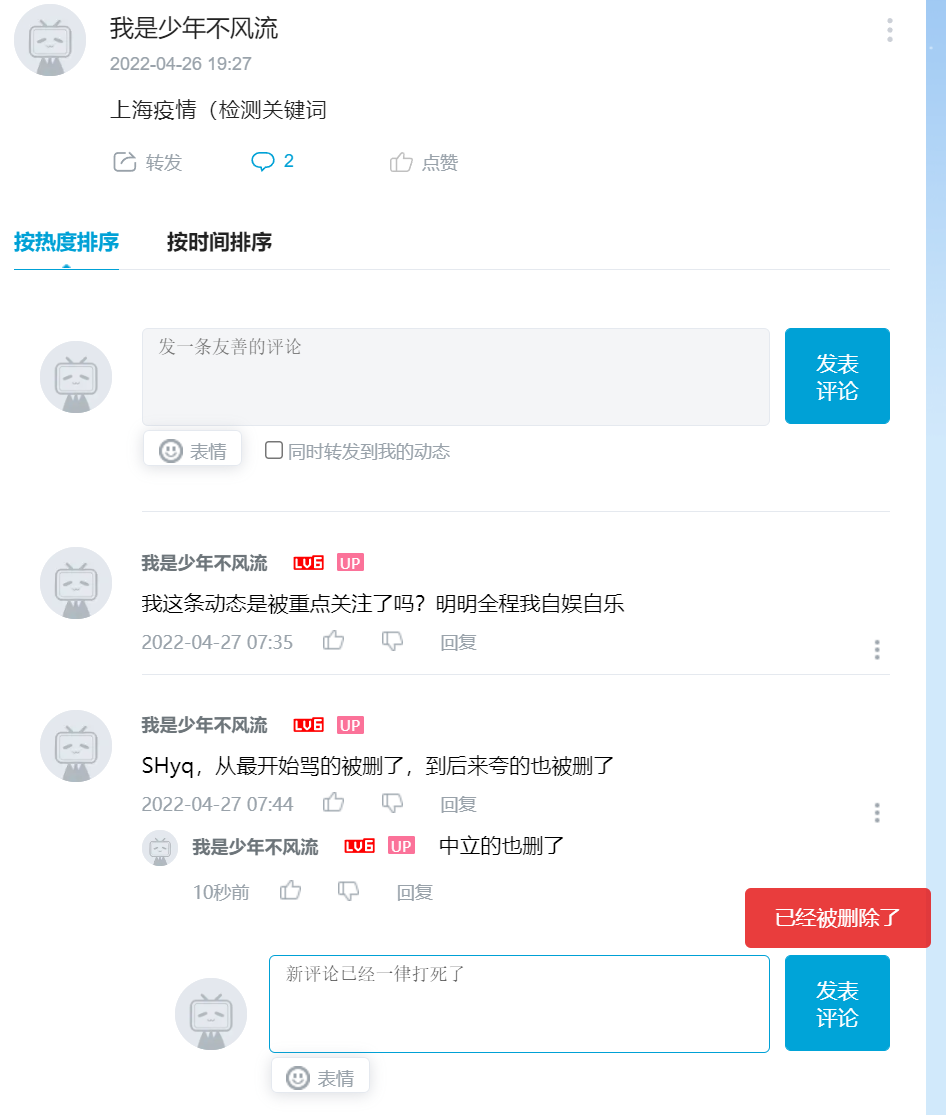 我是少年不风流
2022-04-26 19:27
上海疫情（检测关键词
转发 2 点赞
按热度排序 按时间排序
发一条友善的评论
发表
评论
表情 同时转发到我的动态
我是少年不风流 LV6 UP
我这条动态是被重点关注了吗？明明全程我自娱自乐
2022-04-27 07:35 回复
我是少年不风流 LV6 UP
SHyq，从最开始骂的被删了，到后来夸的也被删了
2022-04-27 07:44 回复
我是少年不风流 LV6 UP 中立的也删了
10秒前 回复
已经被删除了
新评论已经一律打死了
发表
评论
表情